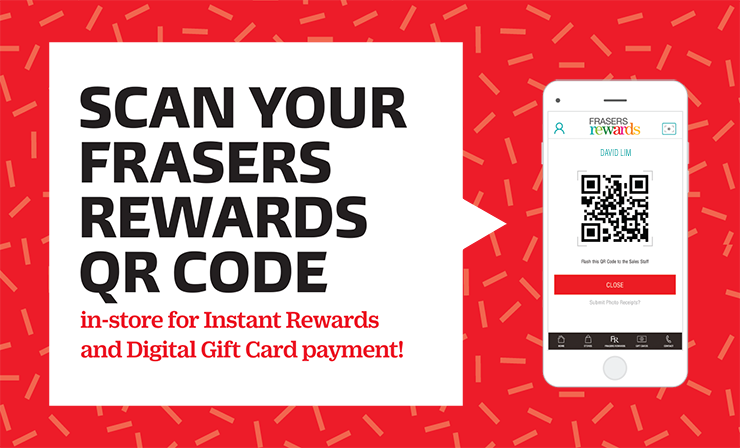 SCAN YOUR
FRASERS
REWARDS
QR CODE
in-store for Instant Rewards
and Digital Gift Card payment!
FRASERS
rewards
DAVID LIM
Flash this QR Code to the Sales Staff
CLOSE
Submit Photo Receipts?